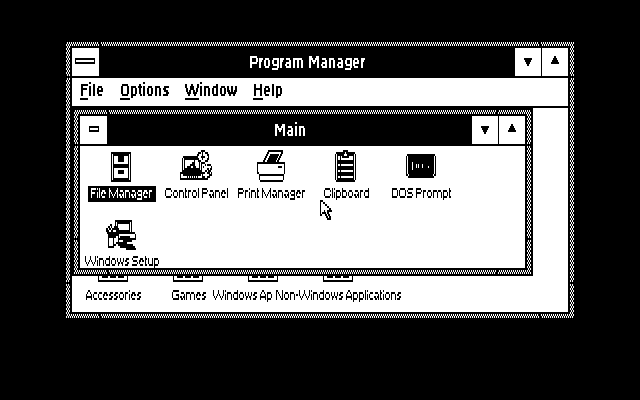 Program Manager
File Options Window Help
Main
File Manager Control Panel Print Manager Clipboard DOS Prompt
Windows Setup
Accessories Games Windows Ap Non-Windows Applications